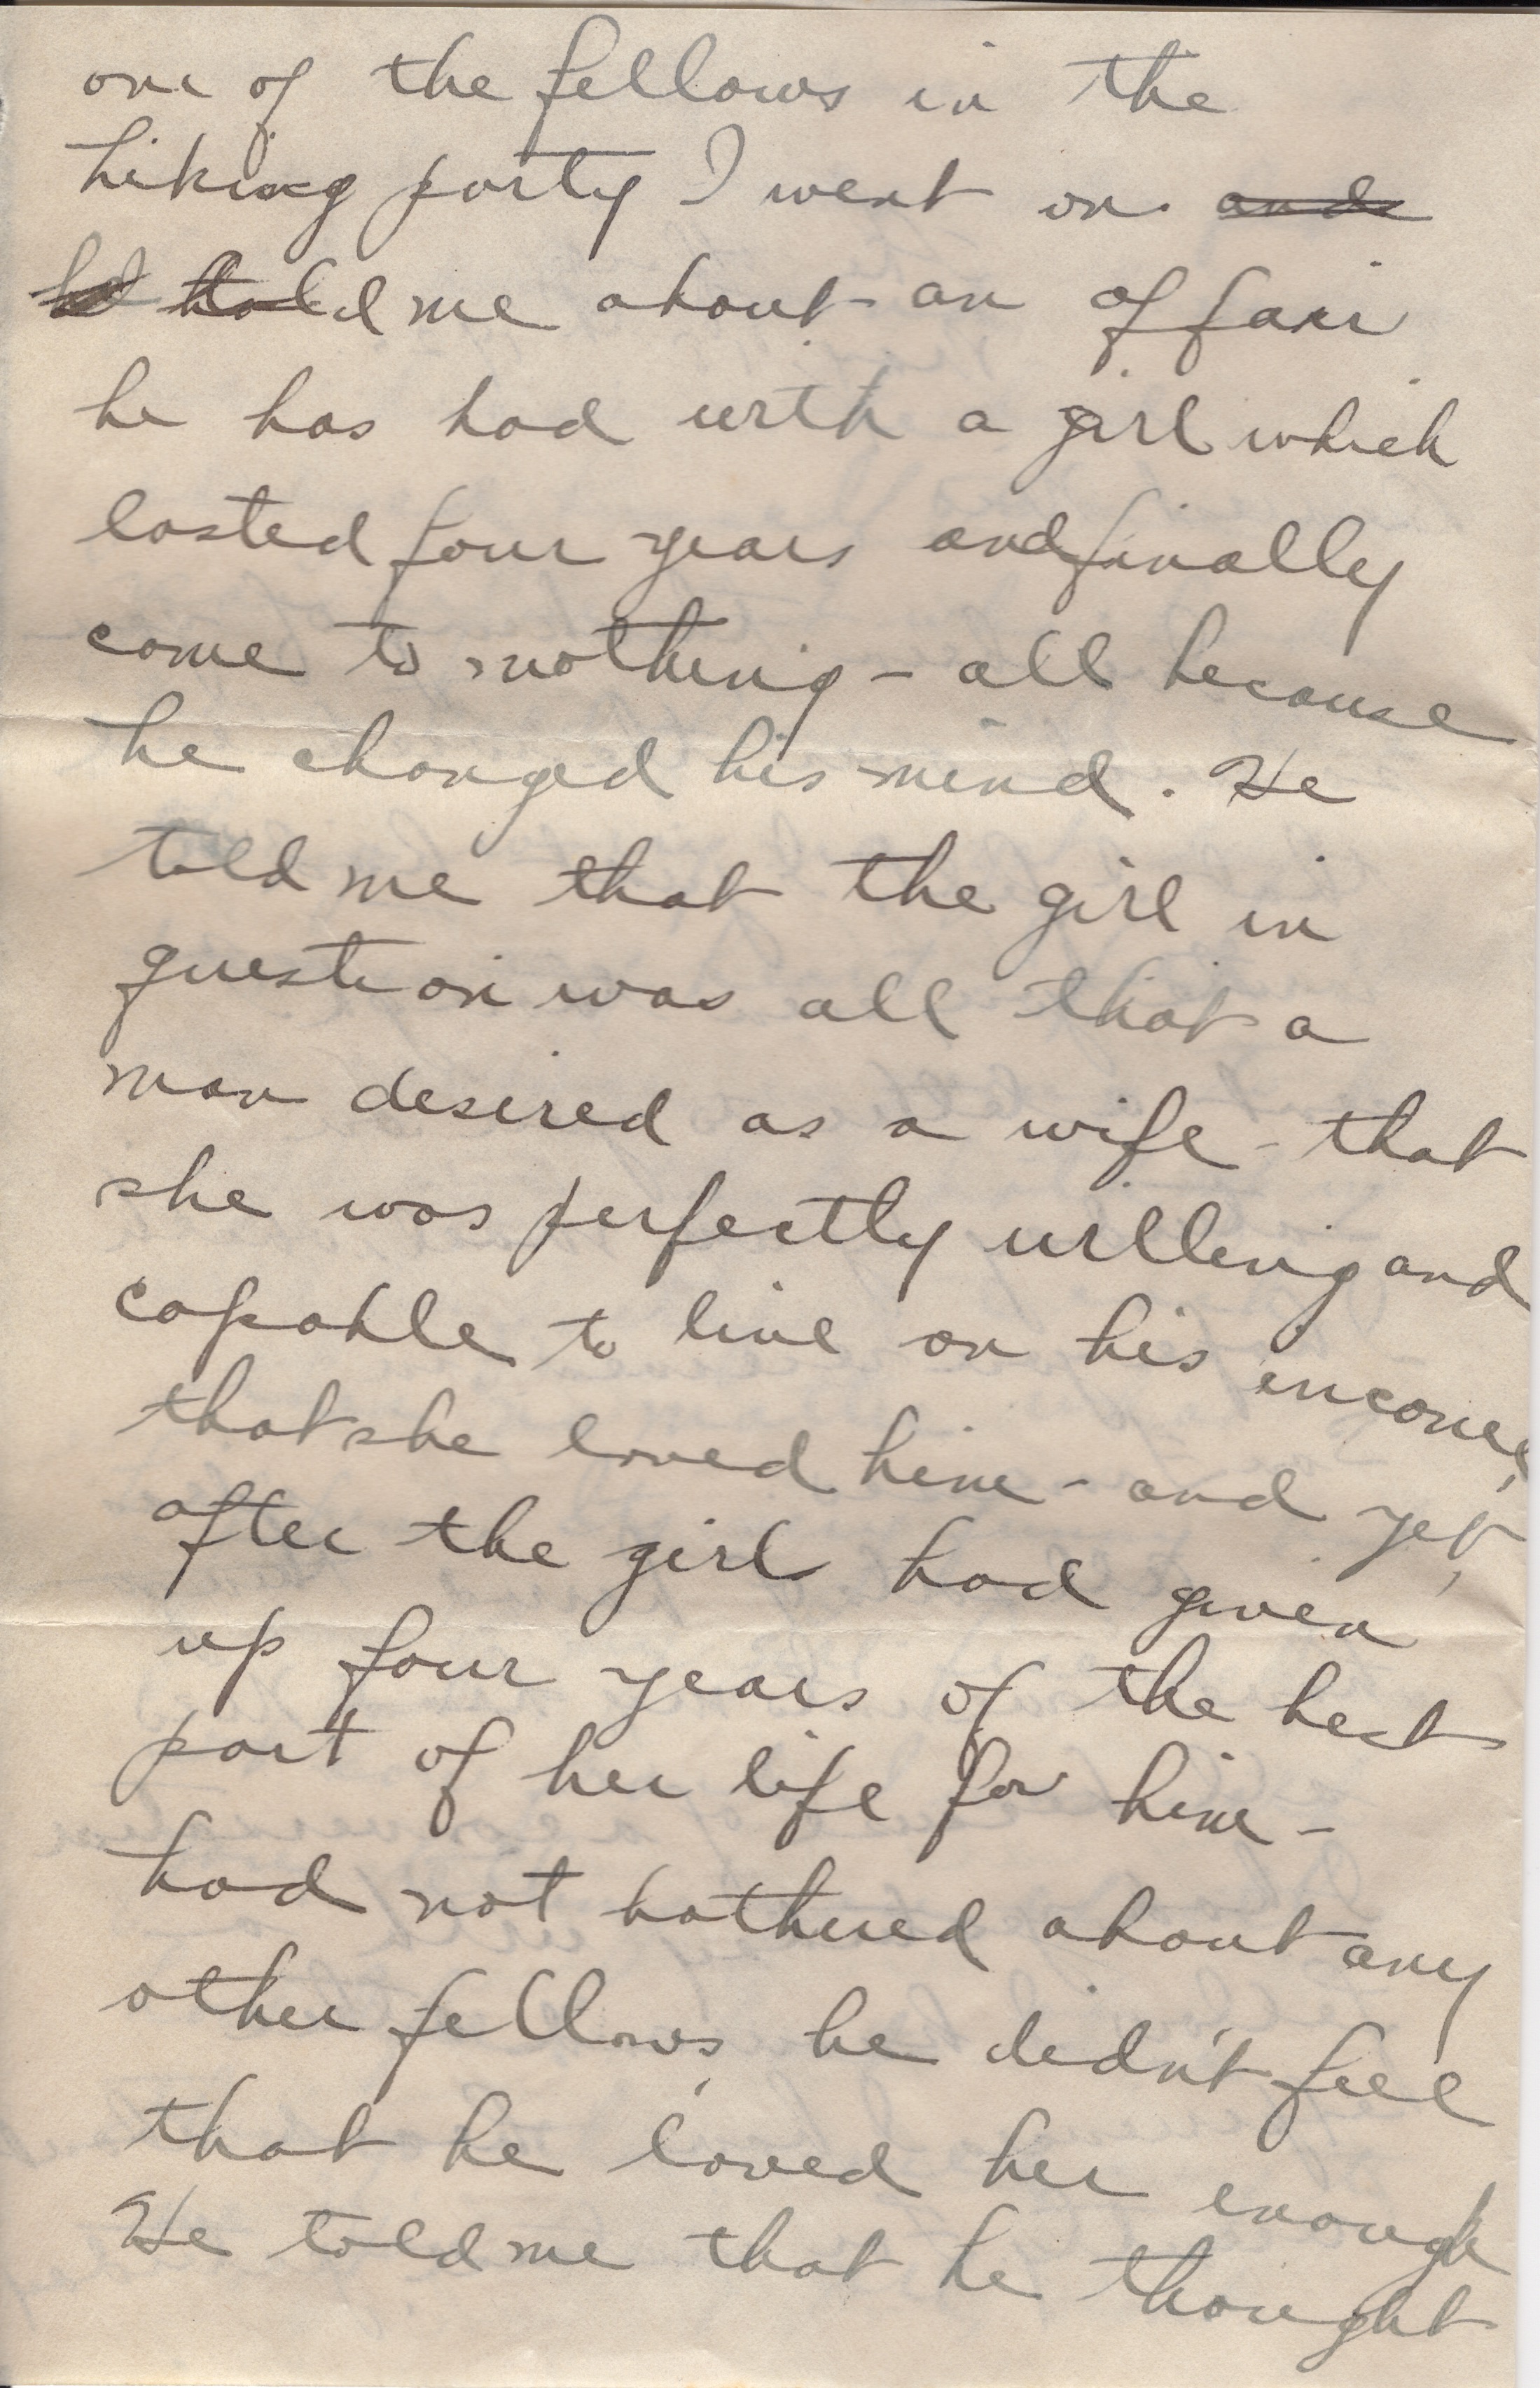 one of the fellows in the
hiking party I went on and
told me about an affair
he has had with a girl which
lasted four years and finally
come to nothing - all because
he changed his mind. He
told me that the girl in
question was all that a
man desired as a wife - that
she was perfectly willing and
capable to live on his income,
that she loved him - and yet,
after the girl had given
up four years of the best
part of her life for him -
had not bothered about any
other fellows, he didn't feel
that he loved her enough
He told me that he thought